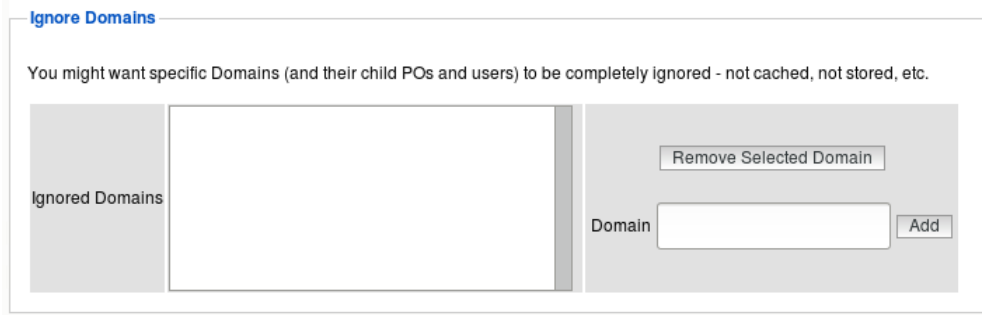 Ignore Domains
You might want specific Domains (and their child POs and users) to be completely ignored - not cached, not stored, etc.
Remove Selected Domain
Ignored Domains
Domain
Add